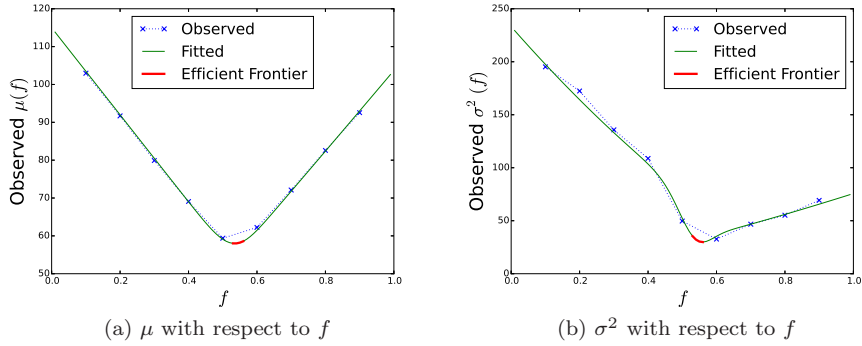 120
110
100
90
80
70
60
50
Observed μ(f)
Observed
Fitted
Efficient Frontier
0.0 0.2 0.4 0.6 0.8 1.0
f
(a) μ with respect to f
250
200
150
100
50
0
Observed σ² (f)
Observed
Fitted
Efficient Frontier
0.0 0.2 0.4 0.6 0.8 1.0
f
(b) σ² with respect to f